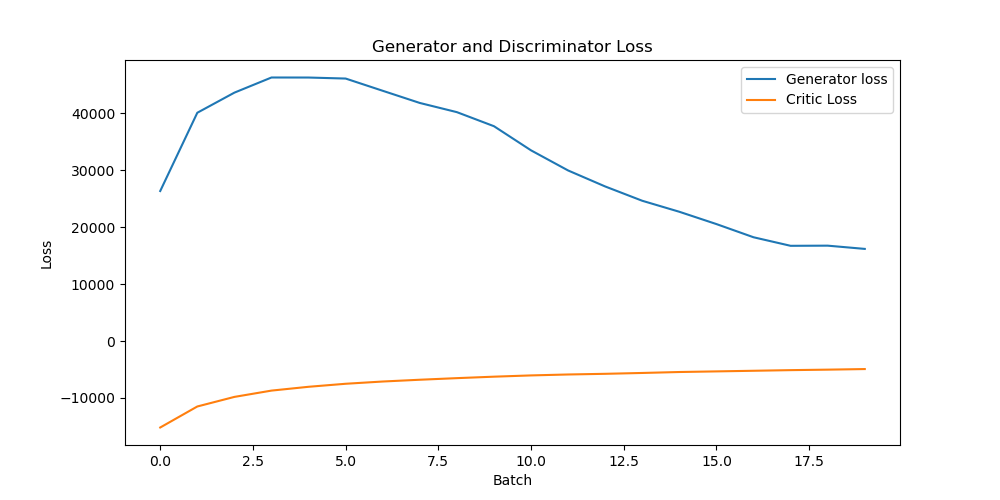 Generator and Discriminator Loss
Generator loss
Critic Loss
40000
30000
20000
10000
0
−10000
Loss
0.0 2.5 5.0 7.5 10.0 12.5 15.0 17.5
Batch